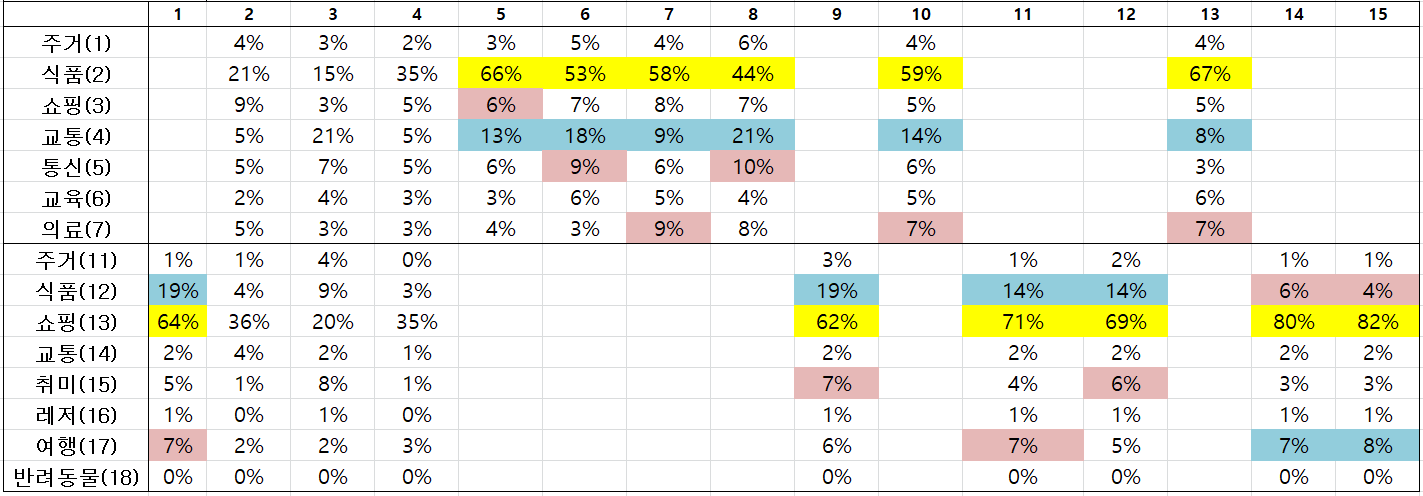 1 2 3 4 5 6 7 8 9 10 11 12 13 14 15
주거(1) 4% 3% 2% 3% 5% 4% 6% 4% 4%
식품(2) 21% 15% 35% 66% 53% 58% 44% 59% 67%
쇼핑(3) 9% 3% 5% 6% 7% 8% 7% 5% 5%
교통(4) 5% 21% 5% 13% 18% 9% 21% 14% 8%
통신(5) 5% 7% 5% 6% 9% 6% 10% 6% 3%
교육(6) 2% 4% 3% 3% 6% 5% 4% 5% 6%
의료(7) 5% 3% 3% 4% 3% 9% 8% 7% 7%
주거(11) 1% 1% 4% 0% 3% 1% 2% 1% 1%
식품(12) 19% 4% 9% 3% 19% 14% 14% 6% 4%
쇼핑(13) 64% 36% 20% 35% 62% 71% 69% 80% 82%
교통(14) 2% 4% 2% 1% 2% 2% 2% 2% 2%
취미(15) 5% 1% 8% 1% 7% 4% 6% 3% 3%
레저(16) 1% 0% 1% 0% 1% 1% 1% 1% 1%
여행(17) 7% 2% 2% 3% 6% 7% 5% 7% 8%
반려동물(18) 0% 0% 0% 0% 0% 0% 0% 0% 0%